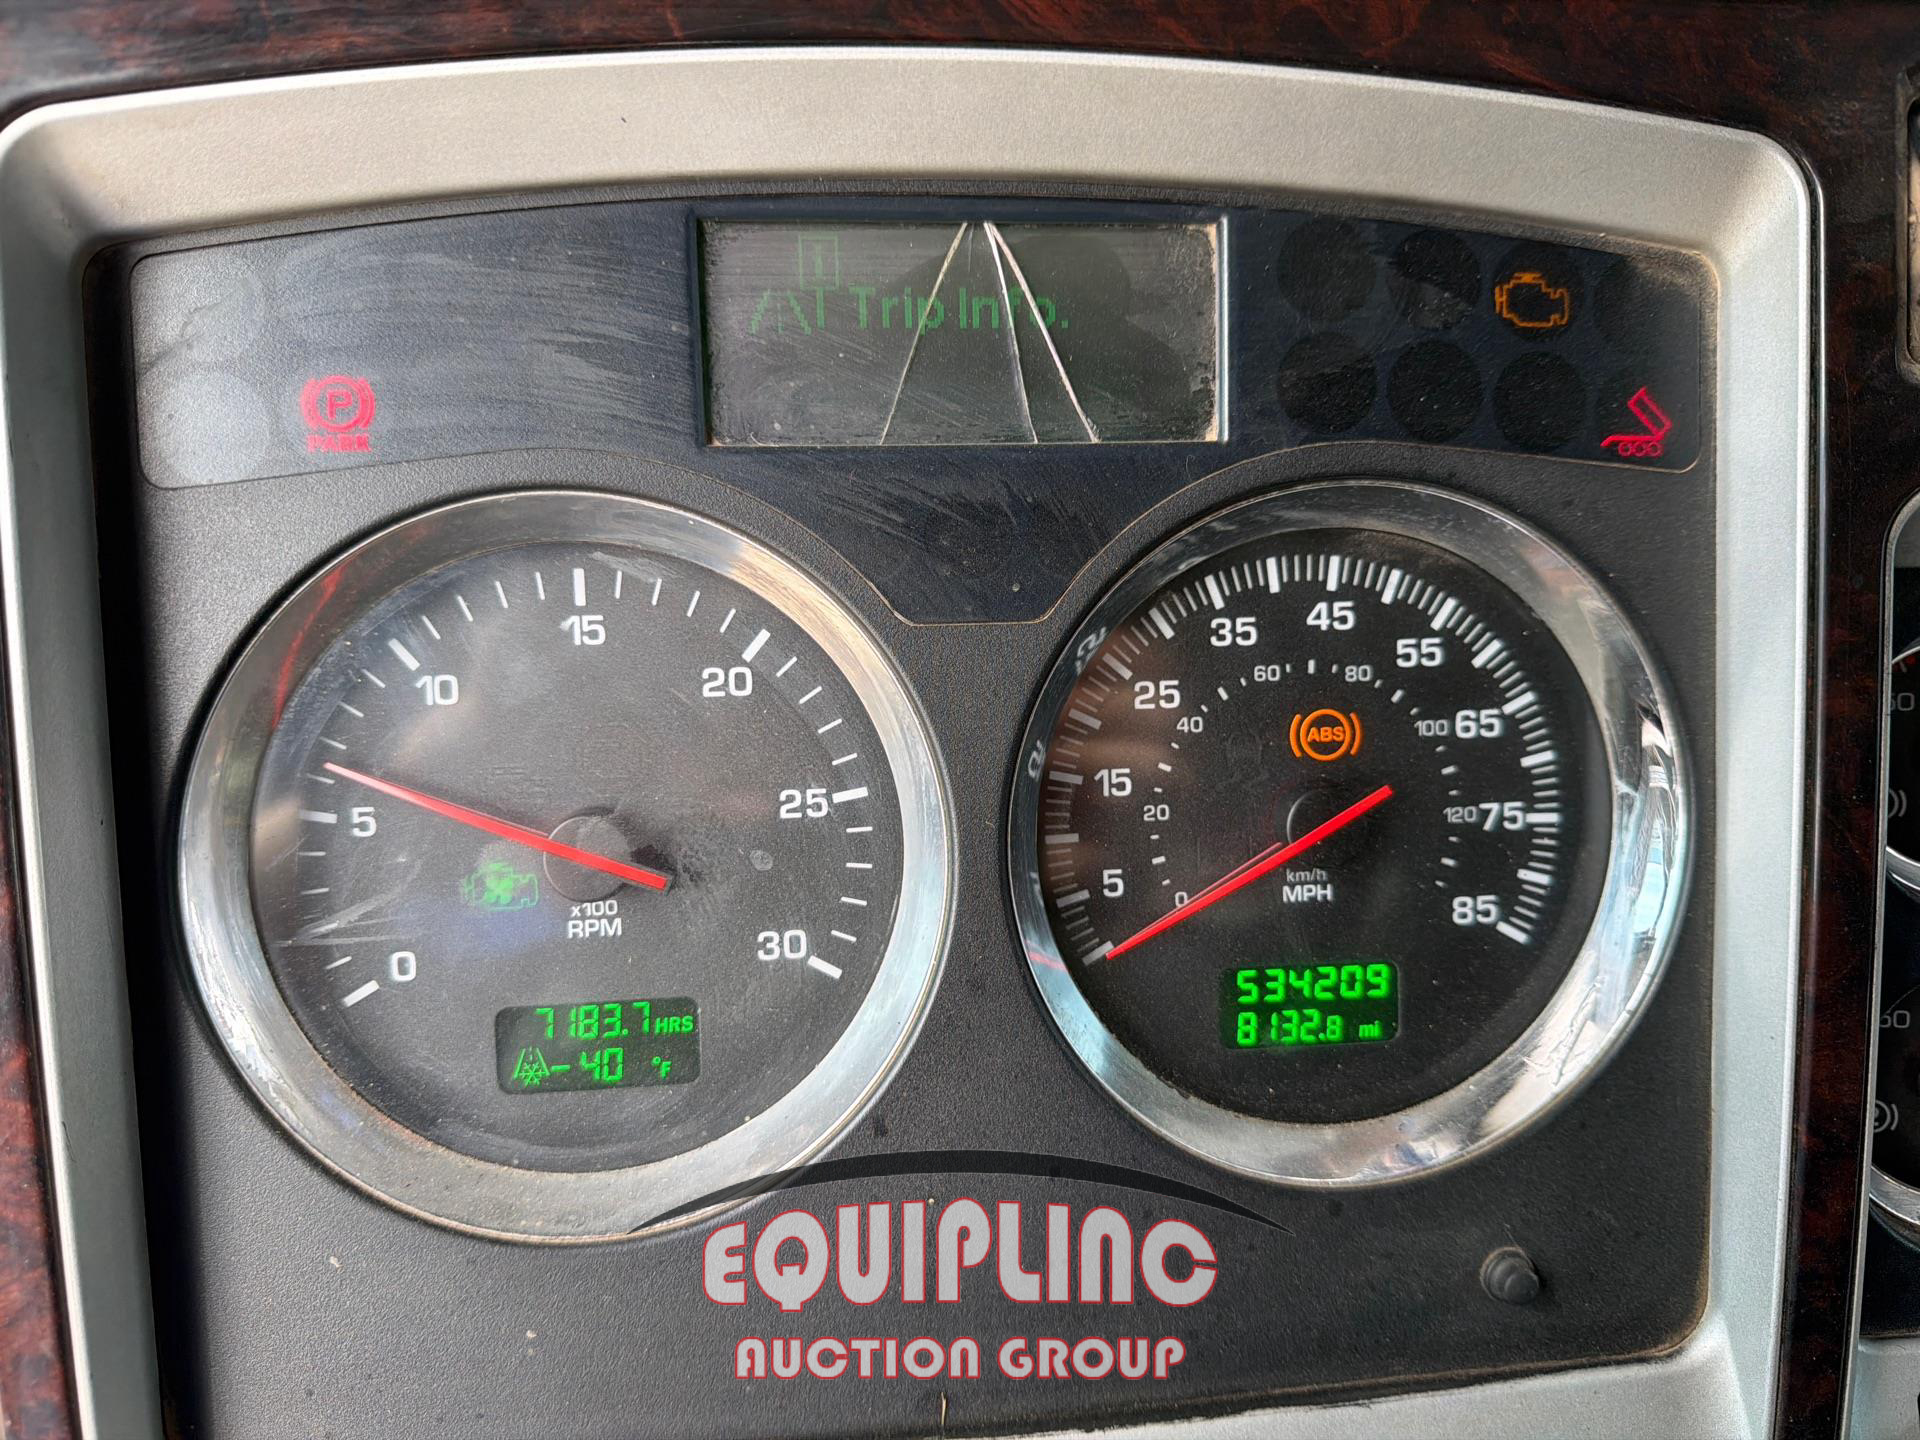 Trip Info.
P
PARK
0
5
10
15
20
25
30
x100
RPM
7183.7 HRS
-40 °F
5
15
25
35
45
55
65
75
85
0
20
40
60
80
100
120
ABS
km/h
MPH
534209
8132.8 mi
EQUIPLINC
AUCTION GROUP